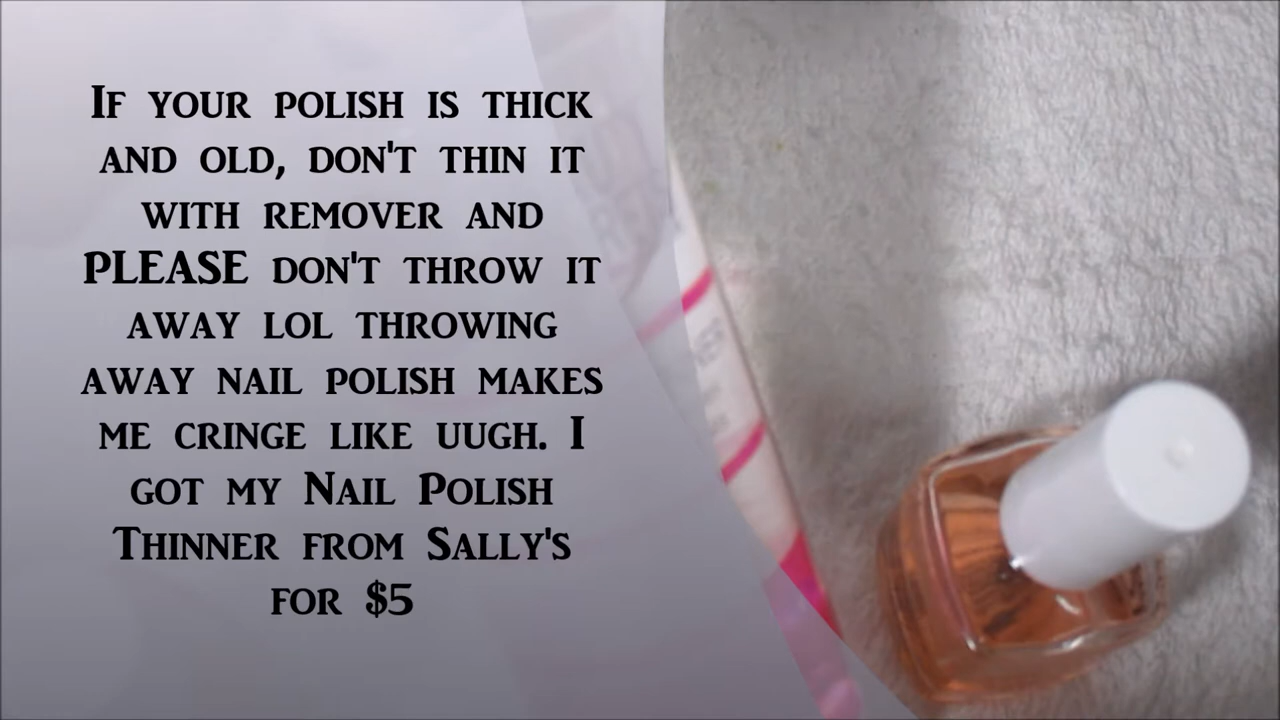 If your polish is thick
and old, don't thin it
with remover and
PLEASE don't throw it
away lol throwing
away nail polish makes
me cringe like uugh. I
got my Nail Polish
Thinner from Sally's
for $5